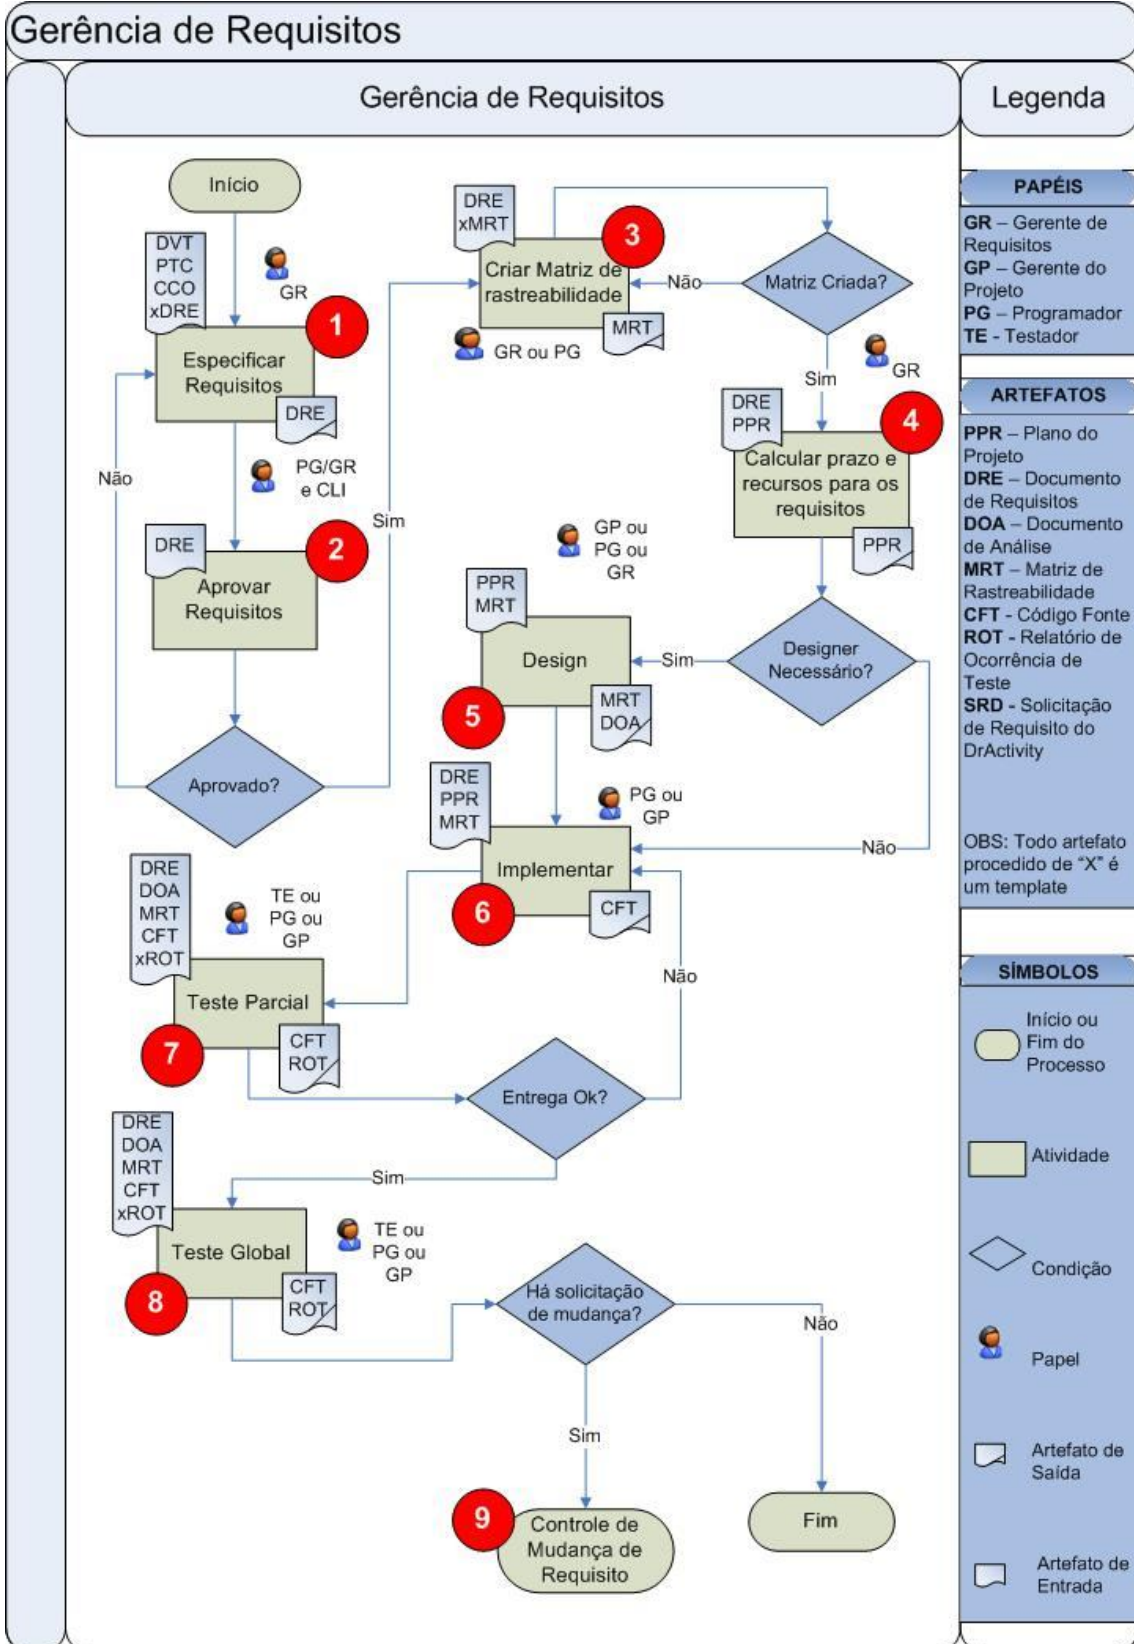 Gerência de Requisitos
Gerência de Requisitos
Legenda
Início
DVT
PTC
CCO
xDRE
GR
1
Especificar
Requisitos
DRE
Não
PG/GR
e CLI
DRE
2
Aprovar
Requisitos
Sim
Aprovado?
DRE
xMRT
3
Criar Matriz de
rastreabilidade
MRT
GR ou PG
Não
Matriz Criada?
Sim
GR
DRE
PPR
4
Calcular prazo e
recursos para os
requisitos
PPR
GP ou
PG ou
GR
PPR
MRT
Design
5
MRT
DOA
Sim
Designer
Necessário?
DRE
PPR
MRT
PG ou
GP
Implementar
6
CFT
Não
DRE
DOA
MRT
CFT
xROT
TE ou
PG ou
GP
Teste Parcial
7
CFT
ROT
Não
Entrega Ok?
Sim
DRE
DOA
MRT
CFT
xROT
TE ou
PG ou
GP
Teste Global
8
CFT
ROT
Há solicitação
de mudança?
Não
Sim
9
Controle de
Mudança de
Requisito
Fim
PAPÉIS
GR – Gerente de
Requisitos
GP – Gerente do
Projeto
PG – Programador
TE - Testador
ARTEFATOS
PPR – Plano do
Projeto
DRE – Documento
de Requisitos
DOA – Documento
de Análise
MRT – Matriz de
Rastreabilidade
CFT - Código Fonte
ROT - Relatório de
Ocorrência de
Teste
SRD - Solicitação
de Requisito do
DrActivity
OBS: Todo artefato
procedido de “X” é
um template
SÍMBOLOS
Início ou
Fim do
Processo
Atividade
Condição
Papel
Artefato de
Saída
Artefato de
Entrada